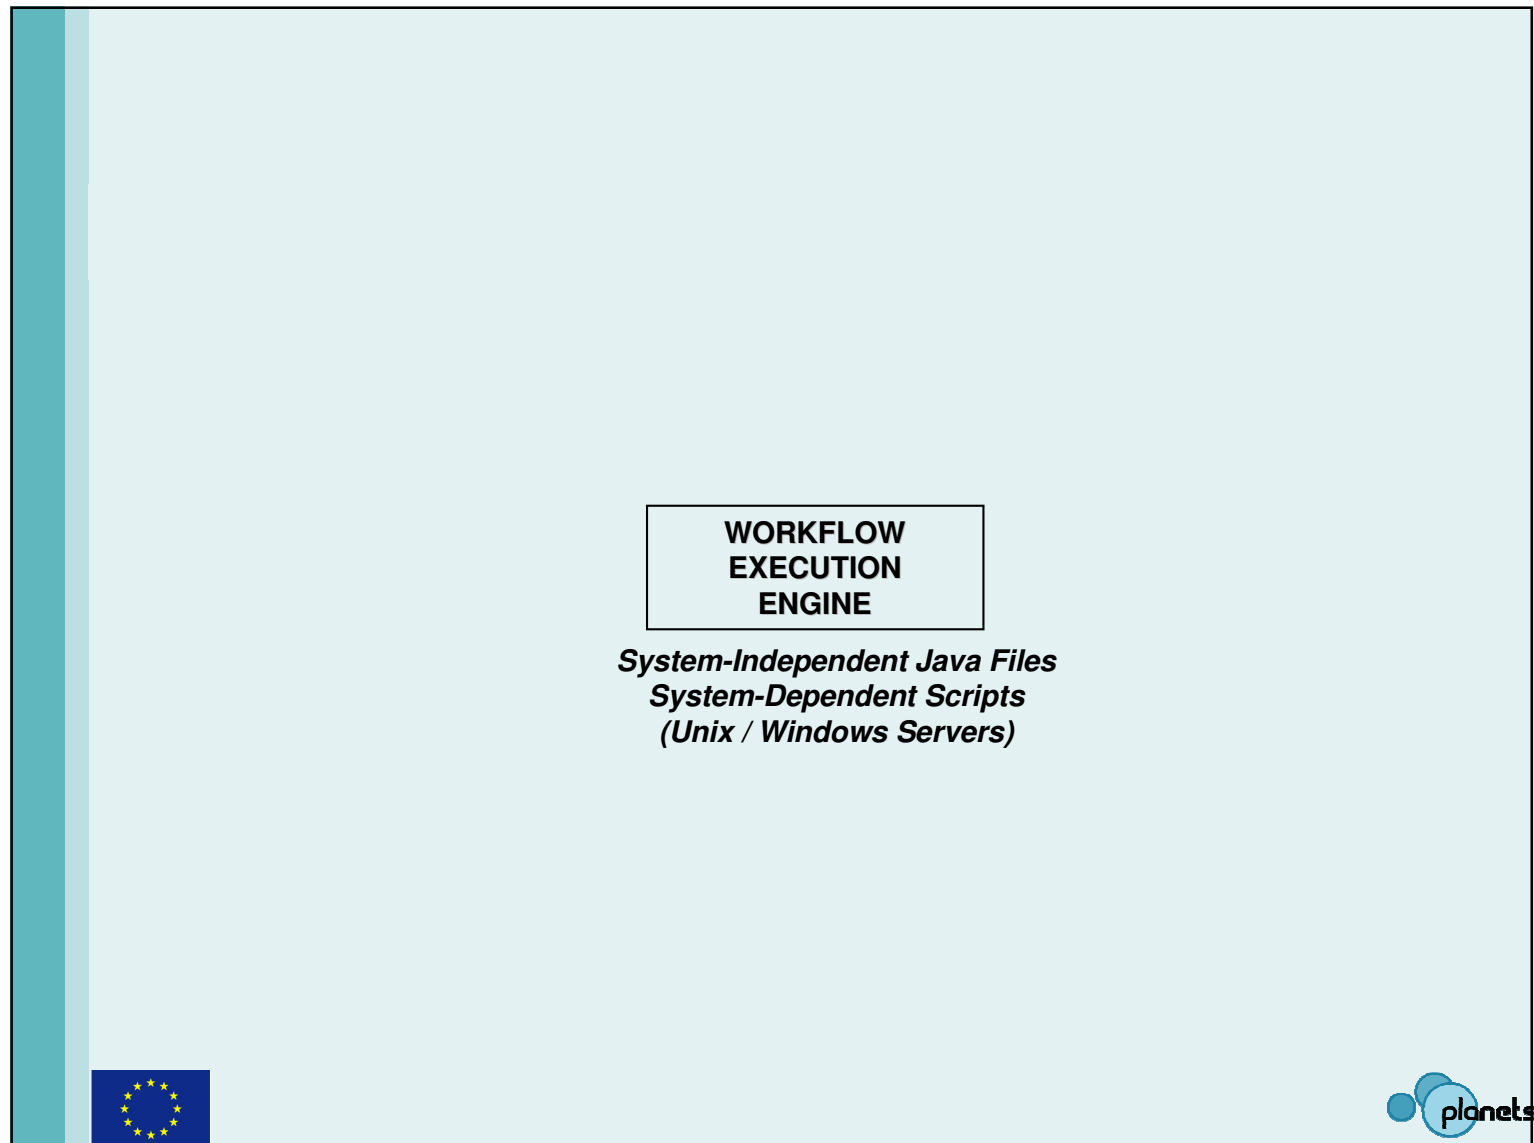 WORKFLOW
EXECUTION
ENGINE
System-Independent Java Files
System-Dependent Scripts
(Unix / Windows Servers)
planets